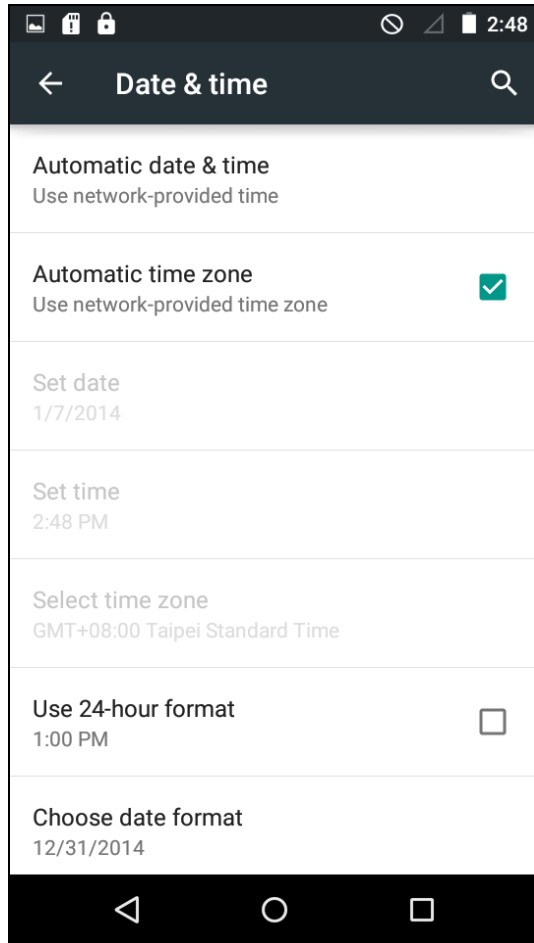 2:48
Date & time
Automatic date & time
Use network-provided time
Automatic time zone
Use network-provided time zone
Set date
1/7/2014
Set time
2:48 PM
Select time zone
GMT+08:00 Taipei Standard Time
Use 24-hour format
1:00 PM
Choose date format
12/31/2014